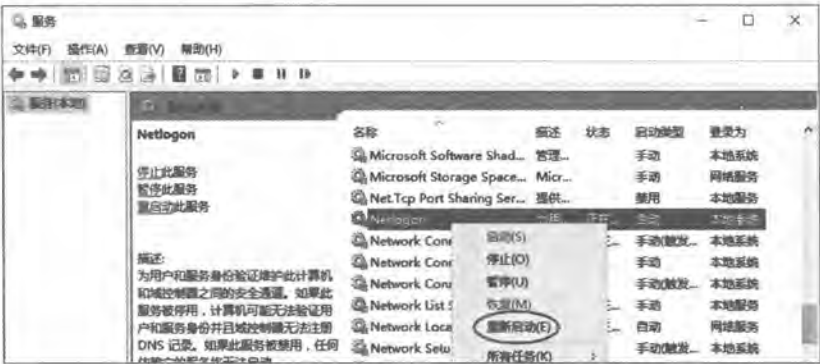 服务
文件(F) 操作(A) 查看(V) 帮助(H)
服务(本地)
Netlogon
停止此服务
暂停此服务
重启动此服务
描述:
为用户和服务身份验证维护此计算机
和域控制器之间的安全通道。如果此
服务被停用，计算机可能无法验证用
户和服务身份并且域控制器无法注册
DNS 记录。如果此服务被禁用，任何
名称 描述 状态 启动类型 登录为
Microsoft Software Shad... 管理... 手动 本地系统
Microsoft Storage Space... Micr... 手动 网络服务
Net.Tcp Port Sharing Ser... 提供... 禁用 本地服务
Netlogon
Network Con 手动(触发... 本地系统
Network Con 手动 本地系统
Network Con 手动(触发... 本地系统
Network List S 手动 本地服务
Network Loca 自动 网络服务
Network Setu 手动(触发... 本地系统
启动(S)
停止(O)
暂停(U)
恢复(M)
重新启动(E)
所有任务(K)